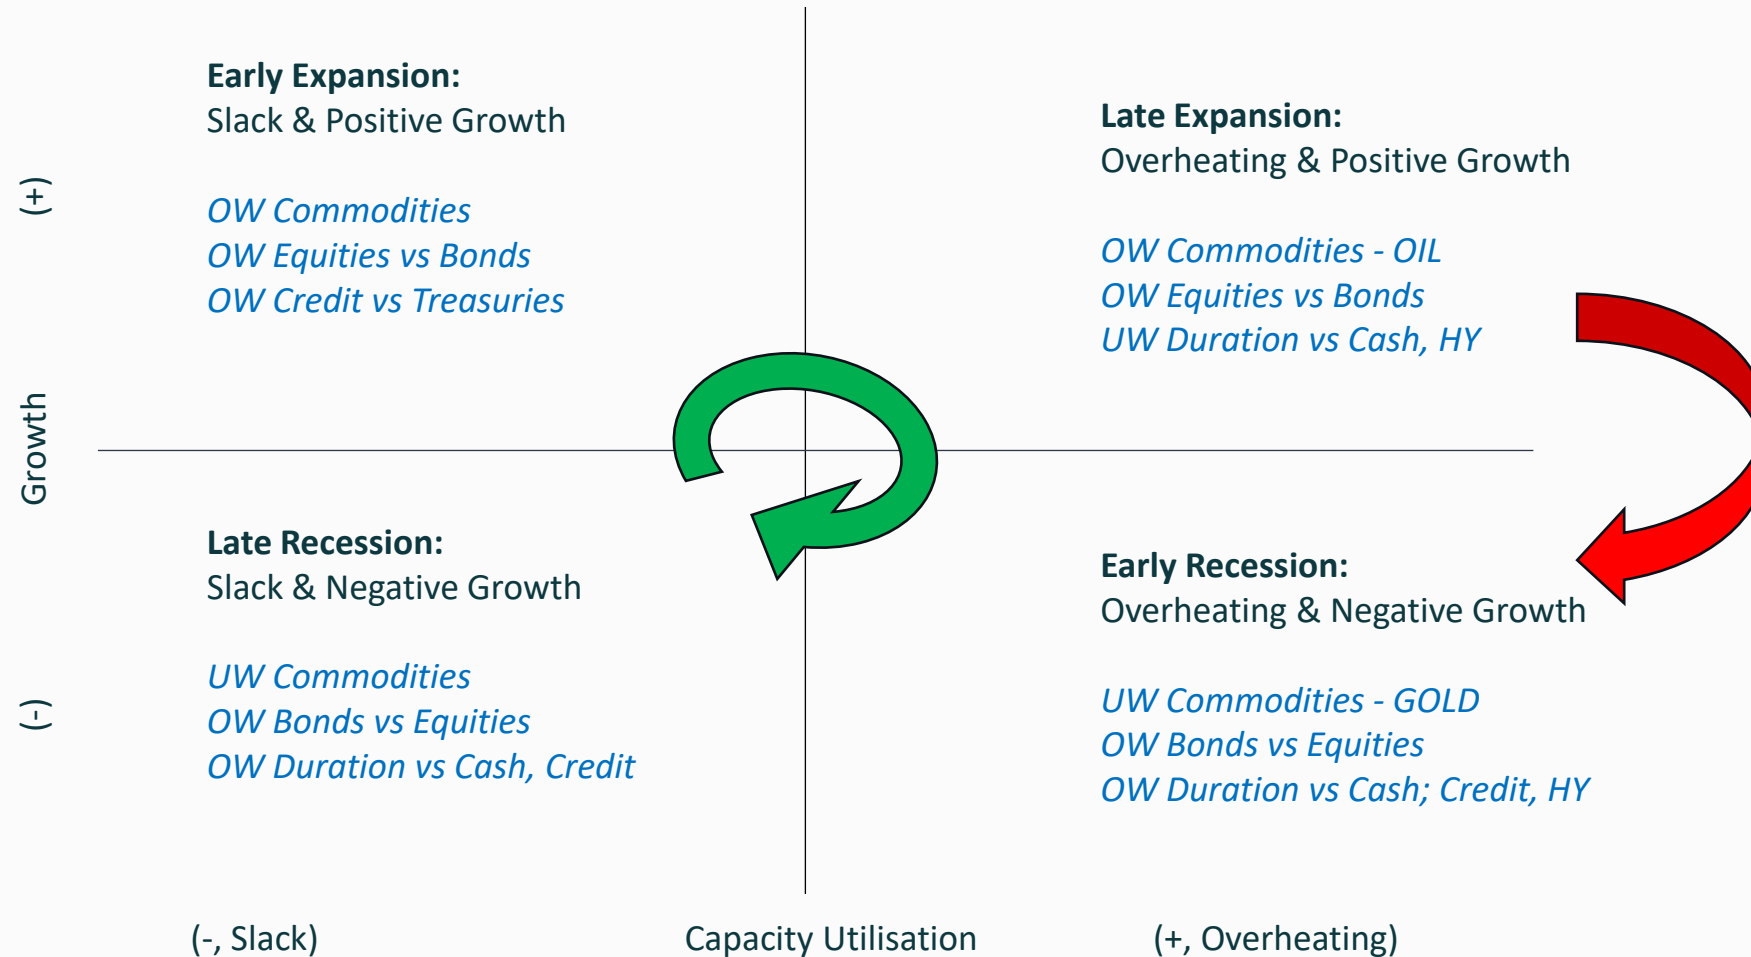 Early Expansion:
Slack & Positive Growth
OW Commodities
OW Equities vs Bonds
OW Credit vs Treasuries
Late Expansion:
Overheating & Positive Growth
OW Commodities - OIL
OW Equities vs Bonds
UW Duration vs Cash, HY
(+)
Growth
(-)
Late Recession:
Slack & Negative Growth
UW Commodities
OW Bonds vs Equities
OW Duration vs Cash, Credit
Early Recession:
Overheating & Negative Growth
UW Commodities - GOLD
OW Bonds vs Equities
OW Duration vs Cash; Credit, HY
(-, Slack)
Capacity Utilisation
(+, Overheating)